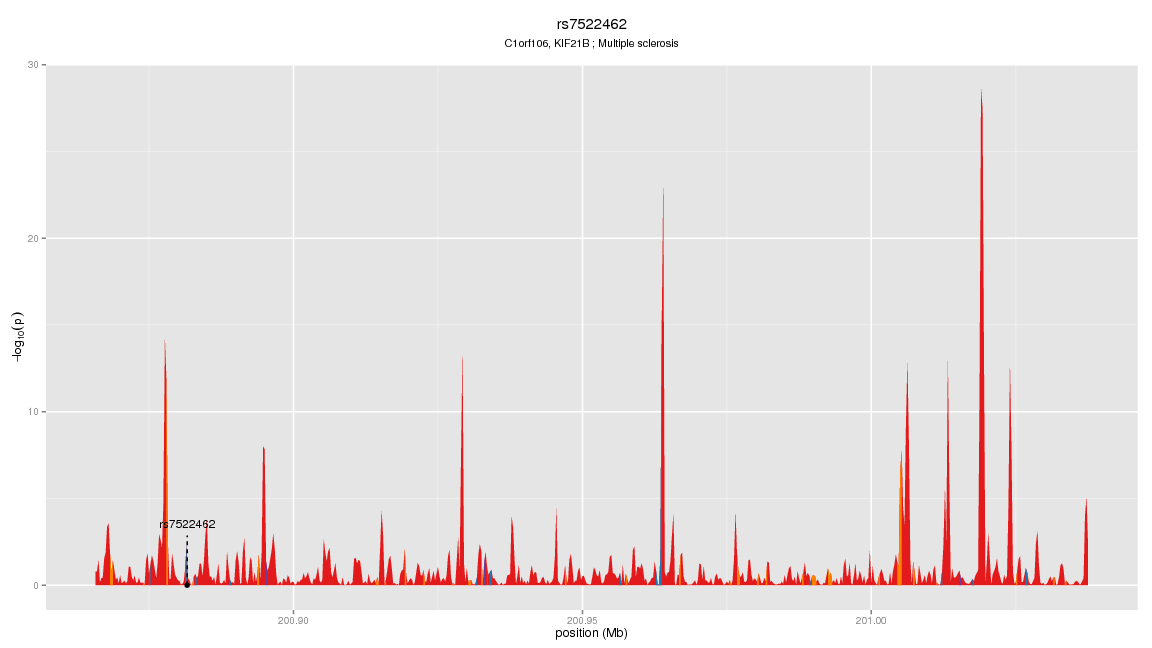 rs7522462
C1orf106, KIF21B ; Multiple sclerosis
30
20
10
0
−log10(p)
rs7522462
200.90
200.95
201.00
position (Mb)